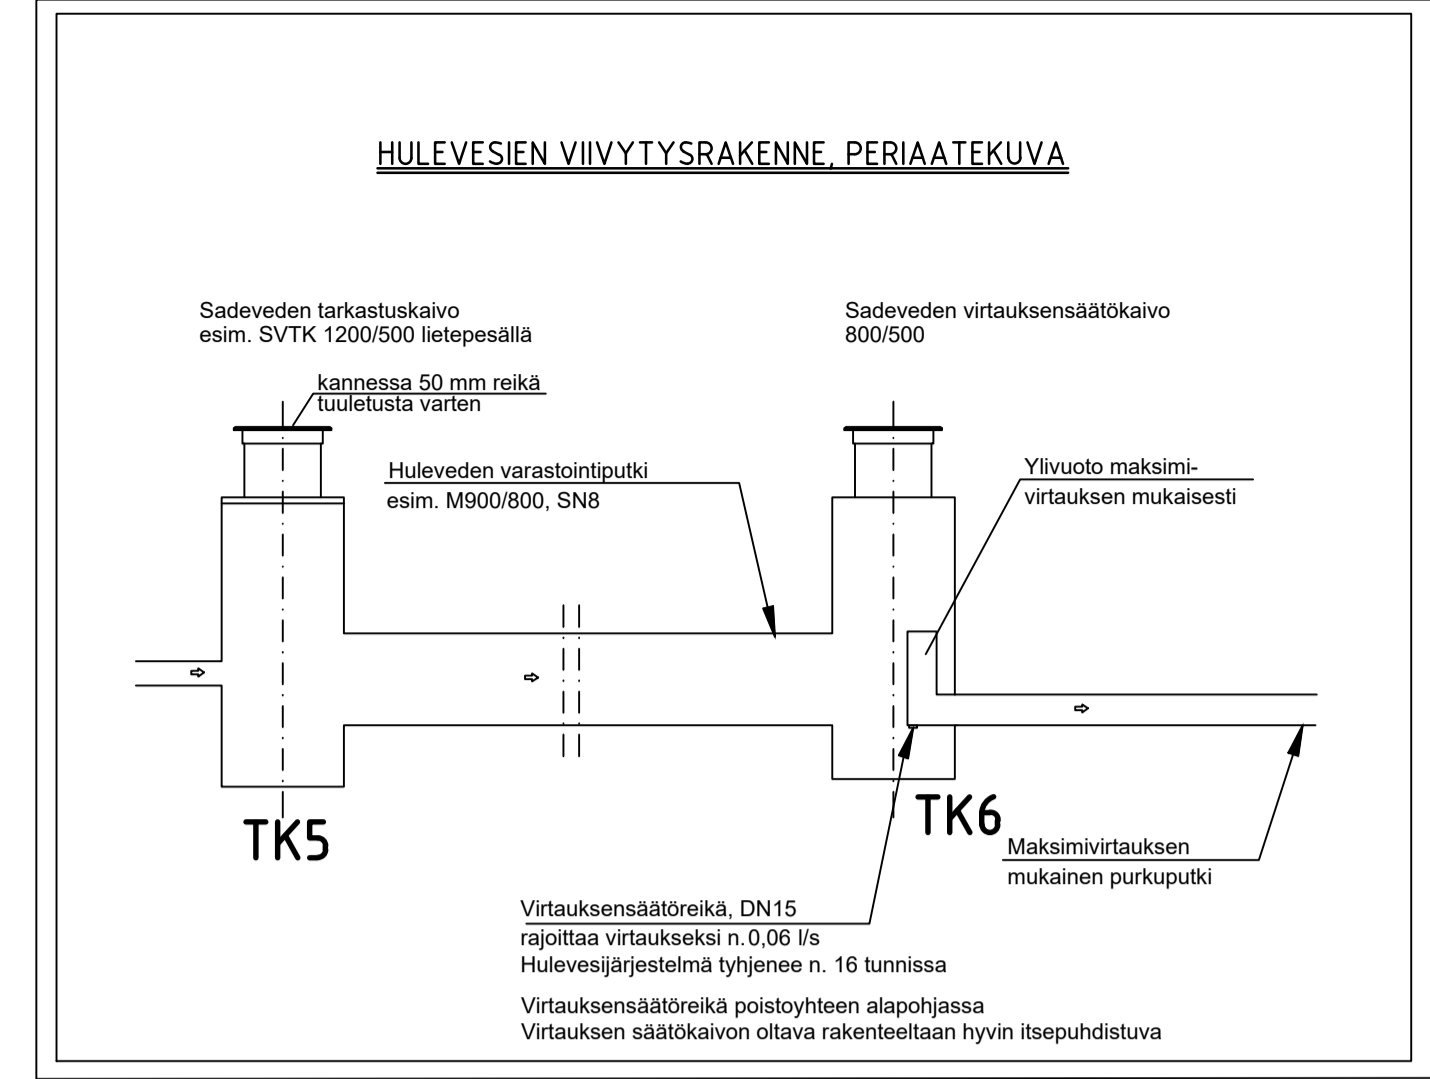 HULEVESIEN VIIVYTYSRAKENNE, PERIAATEKUVA
Sadeveden tarkastuskaivo
esim. SVTK 1200/500 lietepesällä
Sadeveden virtauksensäätökaivo
800/500
kannessa 50 mm reikä
tuuletusta varten
Huleveden varastointiputki
esim. M900/800, SN8
Ylivuoto maksimi-
virtauksen mukaisesti
TK5
TK6
Maksimivirtauksen
mukainen purkuputki
Virtauksensäätöreikä, DN15
rajoittaa virtaukseksi n.0,06 l/s
Hulevesijärjestelmä tyhjenee n. 16 tunnissa
Virtauksensäätöreikä poistoyhteen alapohjassa
Virtauksen säätökaivon oltava rakenteeltaan hyvin itsepuhdistuva